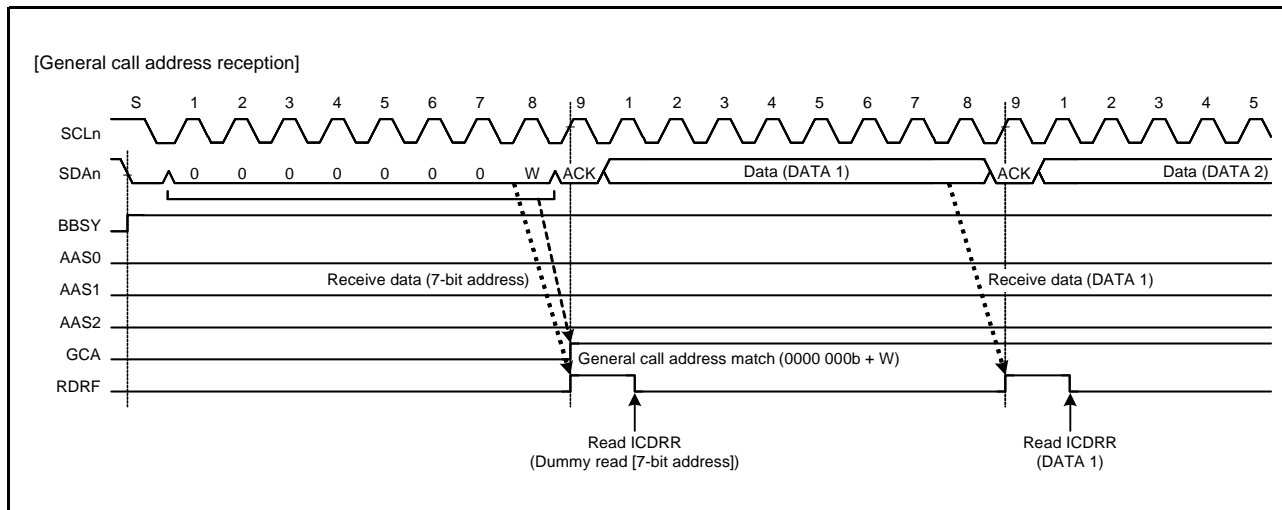 [General call address reception]
S 1 2 3 4 5 6 7 8 9 1 2 3 4 5 6 7 8 9 1 2 3 4 5
SCLn
SDAn 0 0 0 0 0 0 0 W ACK Data (DATA 1) ACK Data (DATA 2)
BBSY
AAS0
Receive data (7-bit address) Receive data (DATA 1)
AAS1
AAS2
GCA General call address match (0000 000b + W)
RDRF
Read ICDRR Read ICDRR
(Dummy read [7-bit address]) (DATA 1)